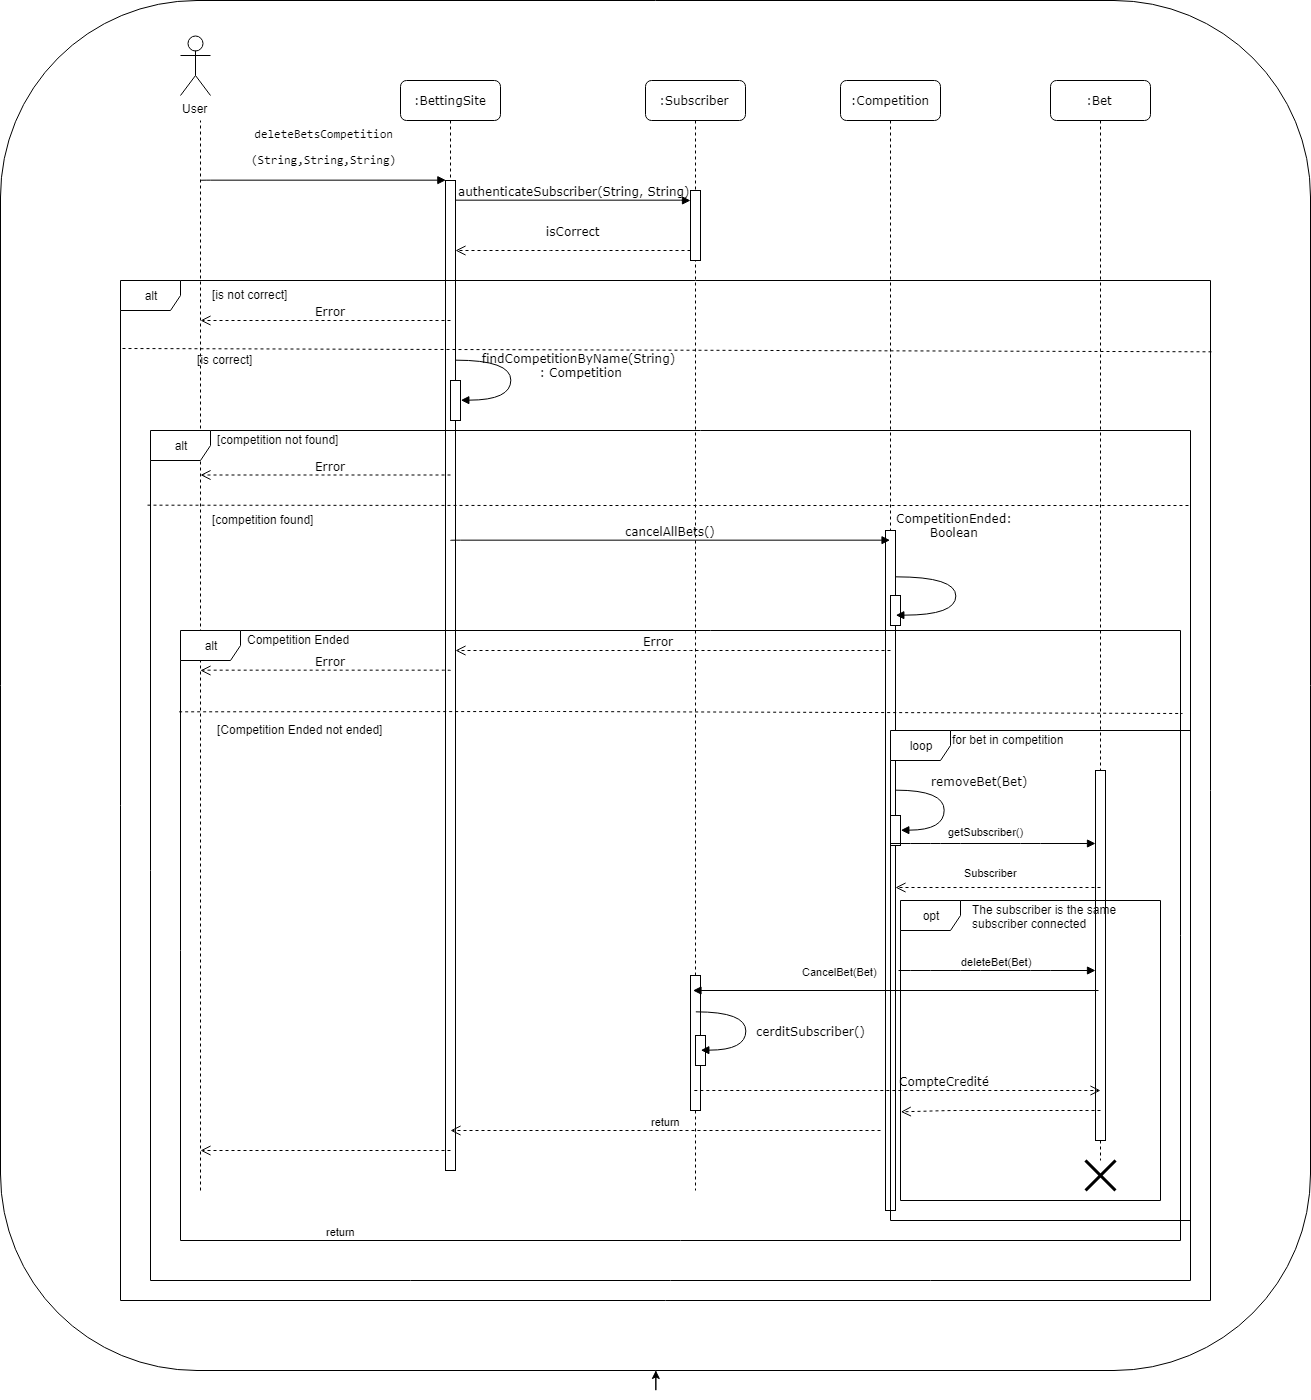 User
:BettingSite
:Subscriber
:Competition
:Bet
deleteBetsCompetition
(String,String,String)
authenticateSubscriber(String, String)
isCorrect
alt
[is not correct]
Error
[is correct]
findCompetitionByName(String)
: Competition
alt
[competition not found]
Error
[competition found]
cancelAllBets()
CompetitionEnded:
Boolean
alt
Competition Ended
Error
Error
[Competition Ended not ended]
loop
for bet in competition
removeBet(Bet)
getSubscriber()
Subscriber
opt
The subscriber is the same
subscriber connected
deleteBet(Bet)
CancelBet(Bet)
cerditSubscriber()
CompteCredité
return
return